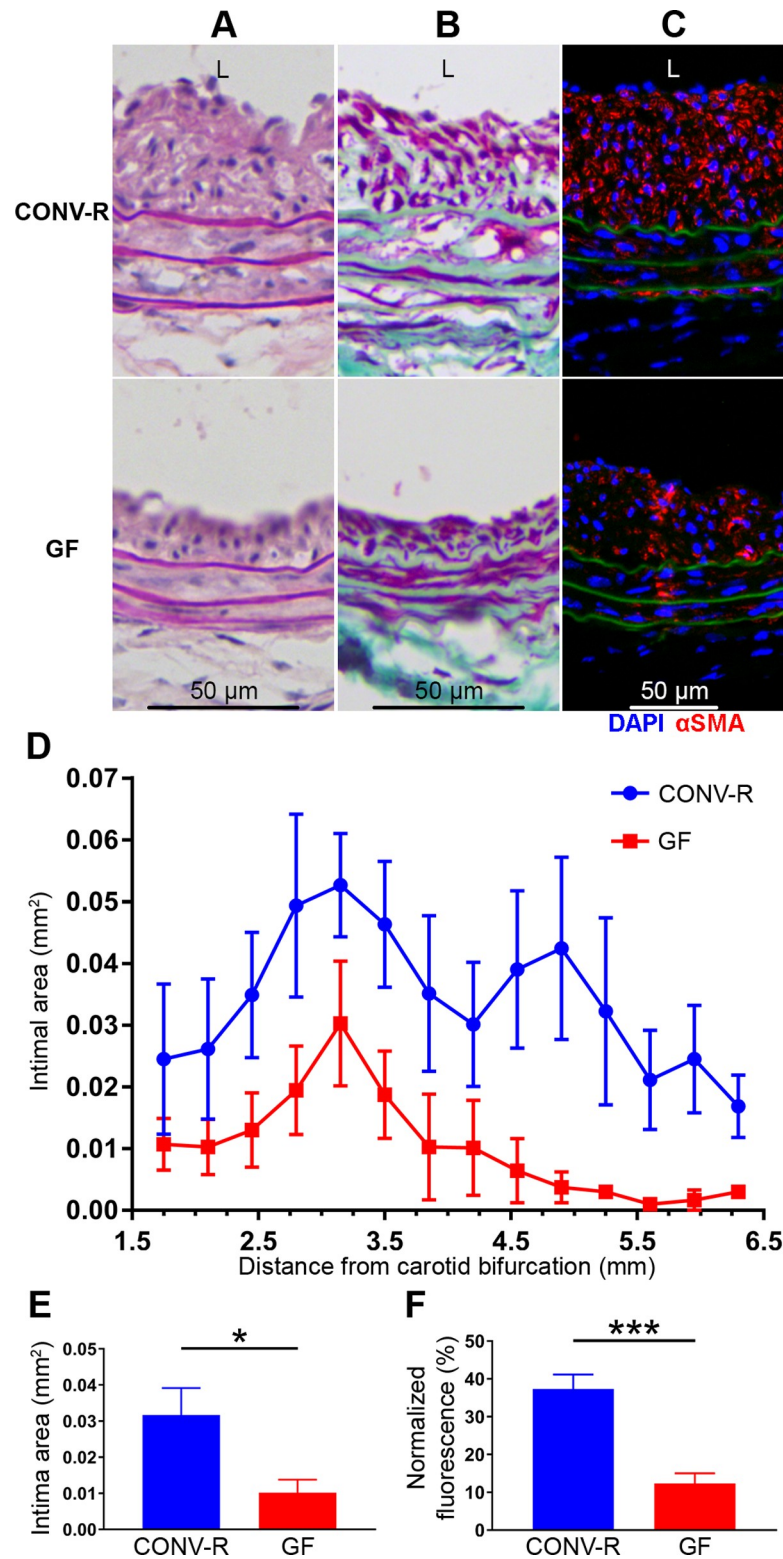 A B C
L L L
CONV-R
GF
50 µm 50 µm 50 µm
DAPI αSMA
D
0.07
0.06
0.05
0.04
0.03
0.02
0.01
0.00
Intimal area (mm²)
CONV-R
GF
1.5 2.5 3.5 4.5 5.5 6.5
Distance from carotid bifurcation (mm)
E
*
Intima area (mm²)
0.05
0.04
0.03
0.02
0.01
0.00
CONV-R GF
F
***
Normalized
fluorescence (%)
50
40
30
20
10
0
CONV-R GF